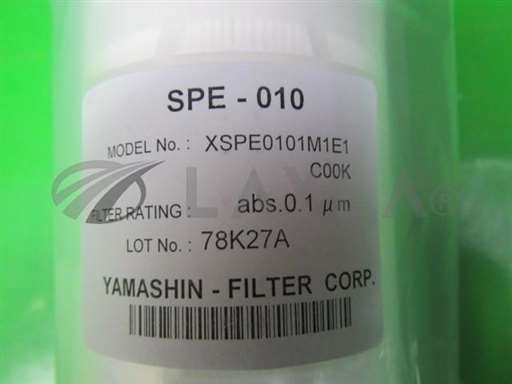 SPE - 010
MODEL No. : XSPE0101M1E1
C00K
FILTER RATING : abs.0.1 μm
LOT No. : 78K27A
YAMASHIN - FILTER CORP.